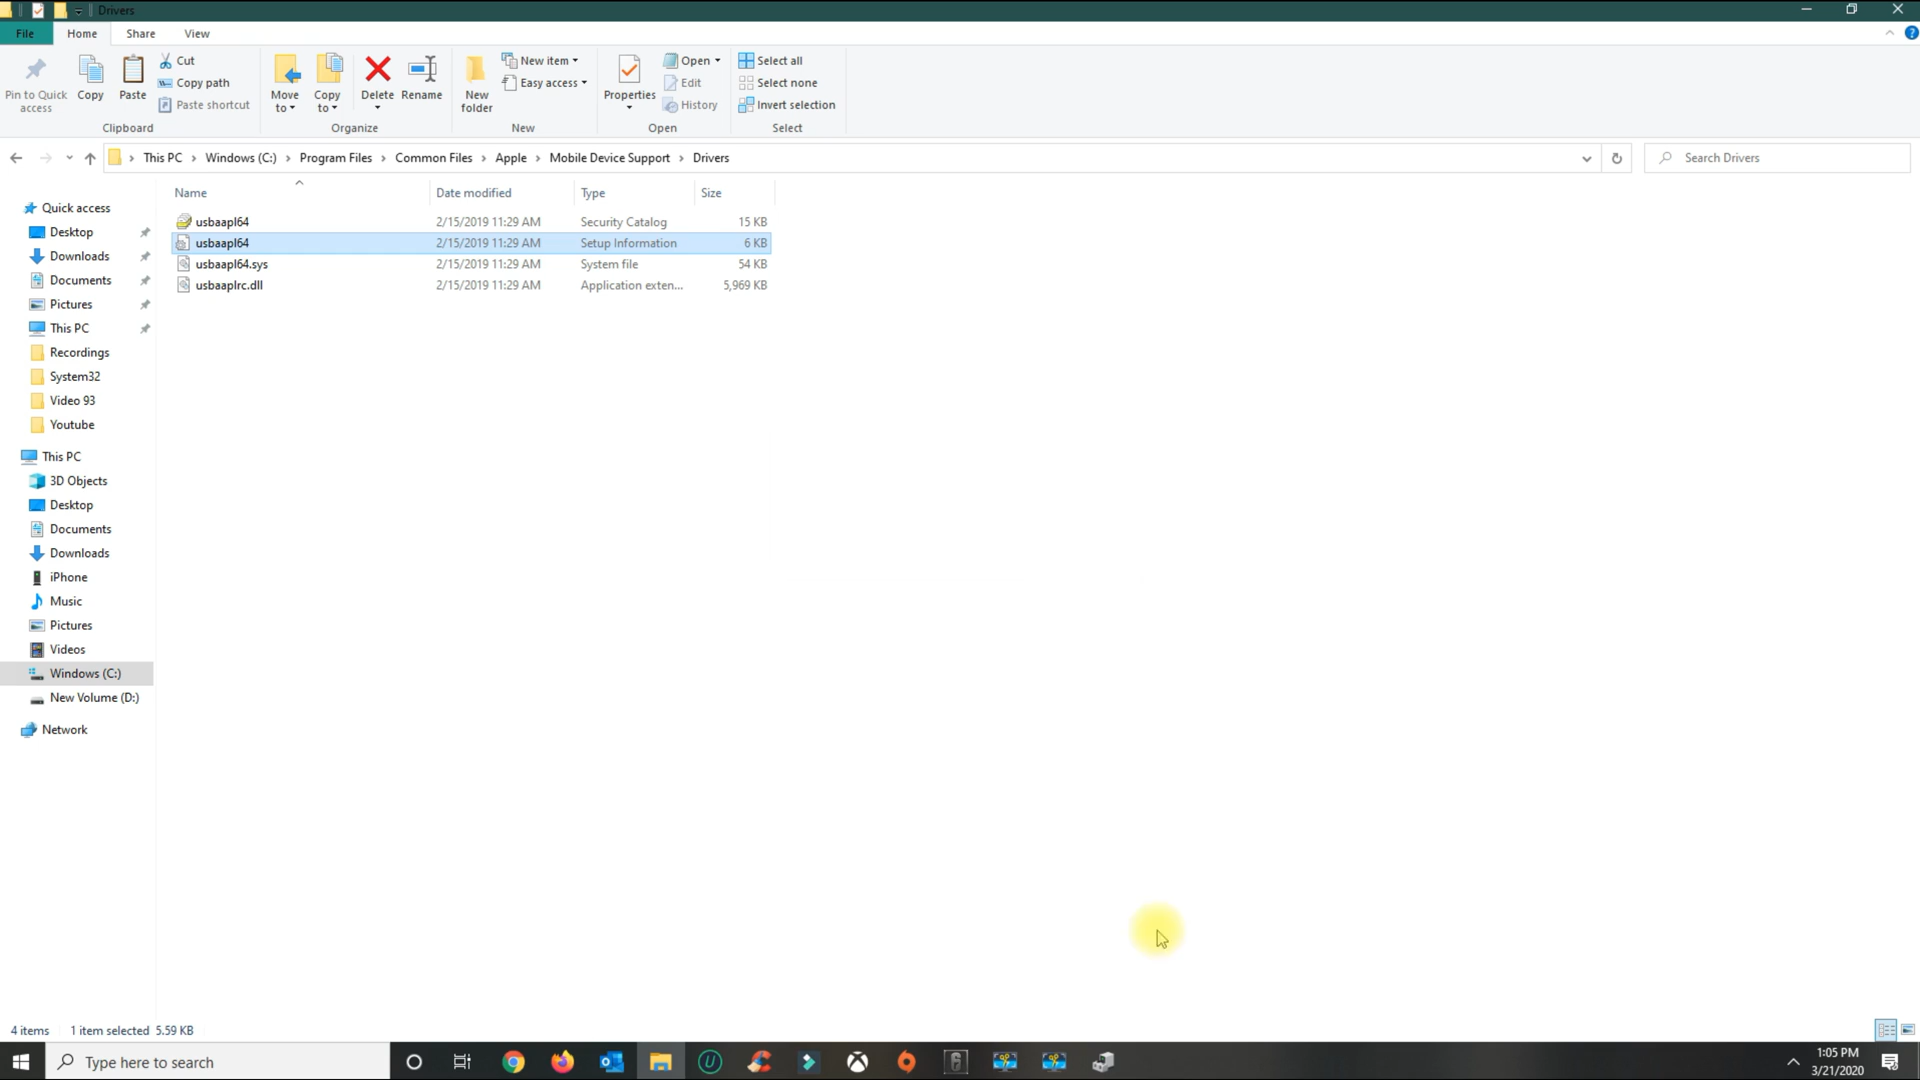 Drivers
File Home Share View
Pin to Quick access
Copy
Paste
Cut
Copy path
Paste shortcut
Clipboard
Move to
Copy to
Delete
Rename
Organize
New folder
New item
Easy access
New
Properties
Open
Edit
History
Open
Select all
Select none
Invert selection
Select
This PC › Windows (C:) › Program Files › Common Files › Apple › Mobile Device Support › Drivers
Search Drivers
Name Date modified Type Size
usbaapl64 2/15/2019 11:29 AM Security Catalog 15 KB
usbaapl64 2/15/2019 11:29 AM Setup Information 6 KB
usbaapl64.sys 2/15/2019 11:29 AM System file 54 KB
usbaaplrc.dll 2/15/2019 11:29 AM Application exten... 5,969 KB
Quick access
Desktop
Downloads
Documents
Pictures
This PC
Recordings
System32
Video 93
Youtube
This PC
3D Objects
Desktop
Documents
Downloads
iPhone
Music
Pictures
Videos
Windows (C:)
New Volume (D:)
Network
4 items 1 item selected 5.59 KB
Type here to search
1:05 PM
3/21/2020